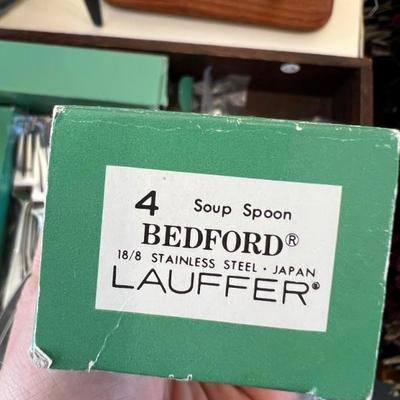 4 Soup Spoon
BEDFORD®
18/8 STAINLESS STEEL · JAPAN
LAUFFER®